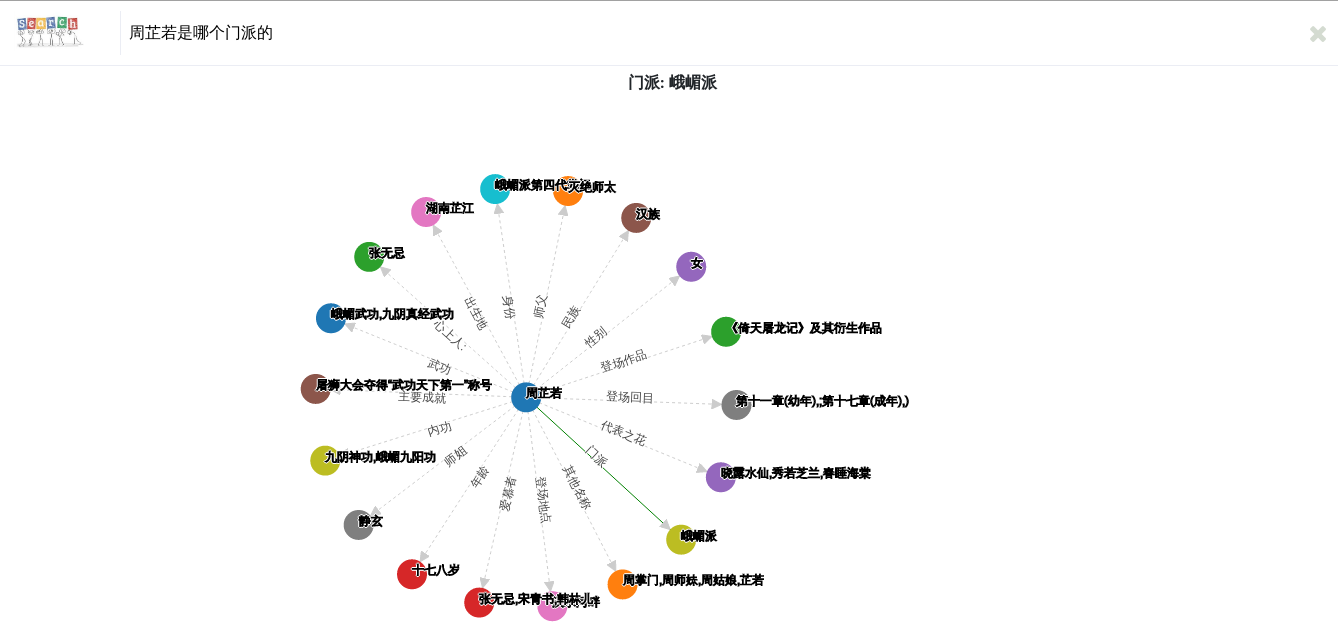 Search
周芷若是哪个门派的
门派: 峨嵋派
峨嵋派第四代
灭绝师太
湖南芷江
汉族
张无忌
女
峨嵋武功,九阴真经武功
《倚天屠龙记》及其衍生作品
屠狮大会夺得"武功天下第一"称号
周芷若
第十一章(幼年),;第十七章(成年),)
九阴神功,峨嵋九阳功
晓露水仙,秀若芝兰,春睡海棠
静玄
峨嵋派
十七八岁
周掌门,周师妹,周姑娘,芷若
张无忌,宋青书,韩林儿
出生地
身份
师父
民族
性别
心上人:
登场作品
武功
主要成就
登场回目
内功
代表之花
师姐
门派
年龄
爱慕者
登场地点
其他名称